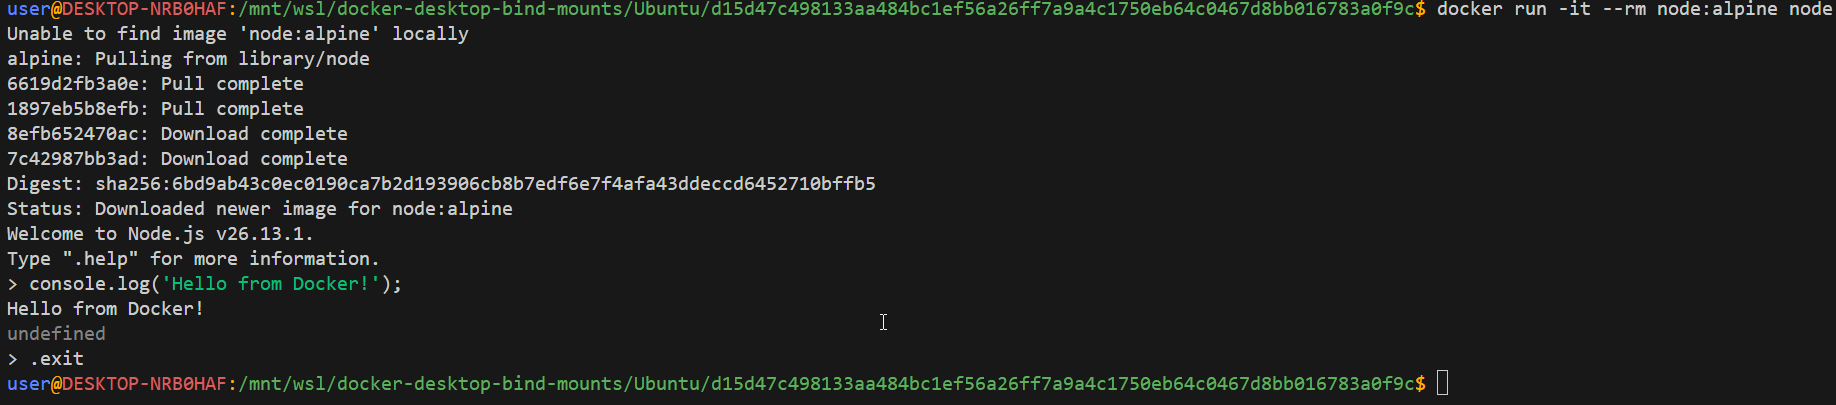 user@DESKTOP-NRB0HAF:/mnt/wsl/docker-desktop-bind-mounts/Ubuntu/d15d47c498133aa484bc1ef56a26ff7a9a4c1750eb64c0467d8bb016783a0f9c$ docker run -it --rm node:alpine node
Unable to find image 'node:alpine' locally
alpine: Pulling from library/node
6619d2fb3a0e: Pull complete
1897eb5b8efb: Pull complete
8efb652470ac: Download complete
7c42987bb3ad: Download complete
Digest: sha256:6bd9ab43c0ec0190ca7b2d193906cb8b7edf6e7f4afa43ddeccd6452710bffb5
Status: Downloaded newer image for node:alpine
Welcome to Node.js v26.13.1.
Type ".help" for more information.
> console.log('Hello from Docker!');
Hello from Docker!
undefined
> .exit
user@DESKTOP-NRB0HAF:/mnt/wsl/docker-desktop-bind-mounts/Ubuntu/d15d47c498133aa484bc1ef56a26ff7a9a4c1750eb64c0467d8bb016783a0f9c$